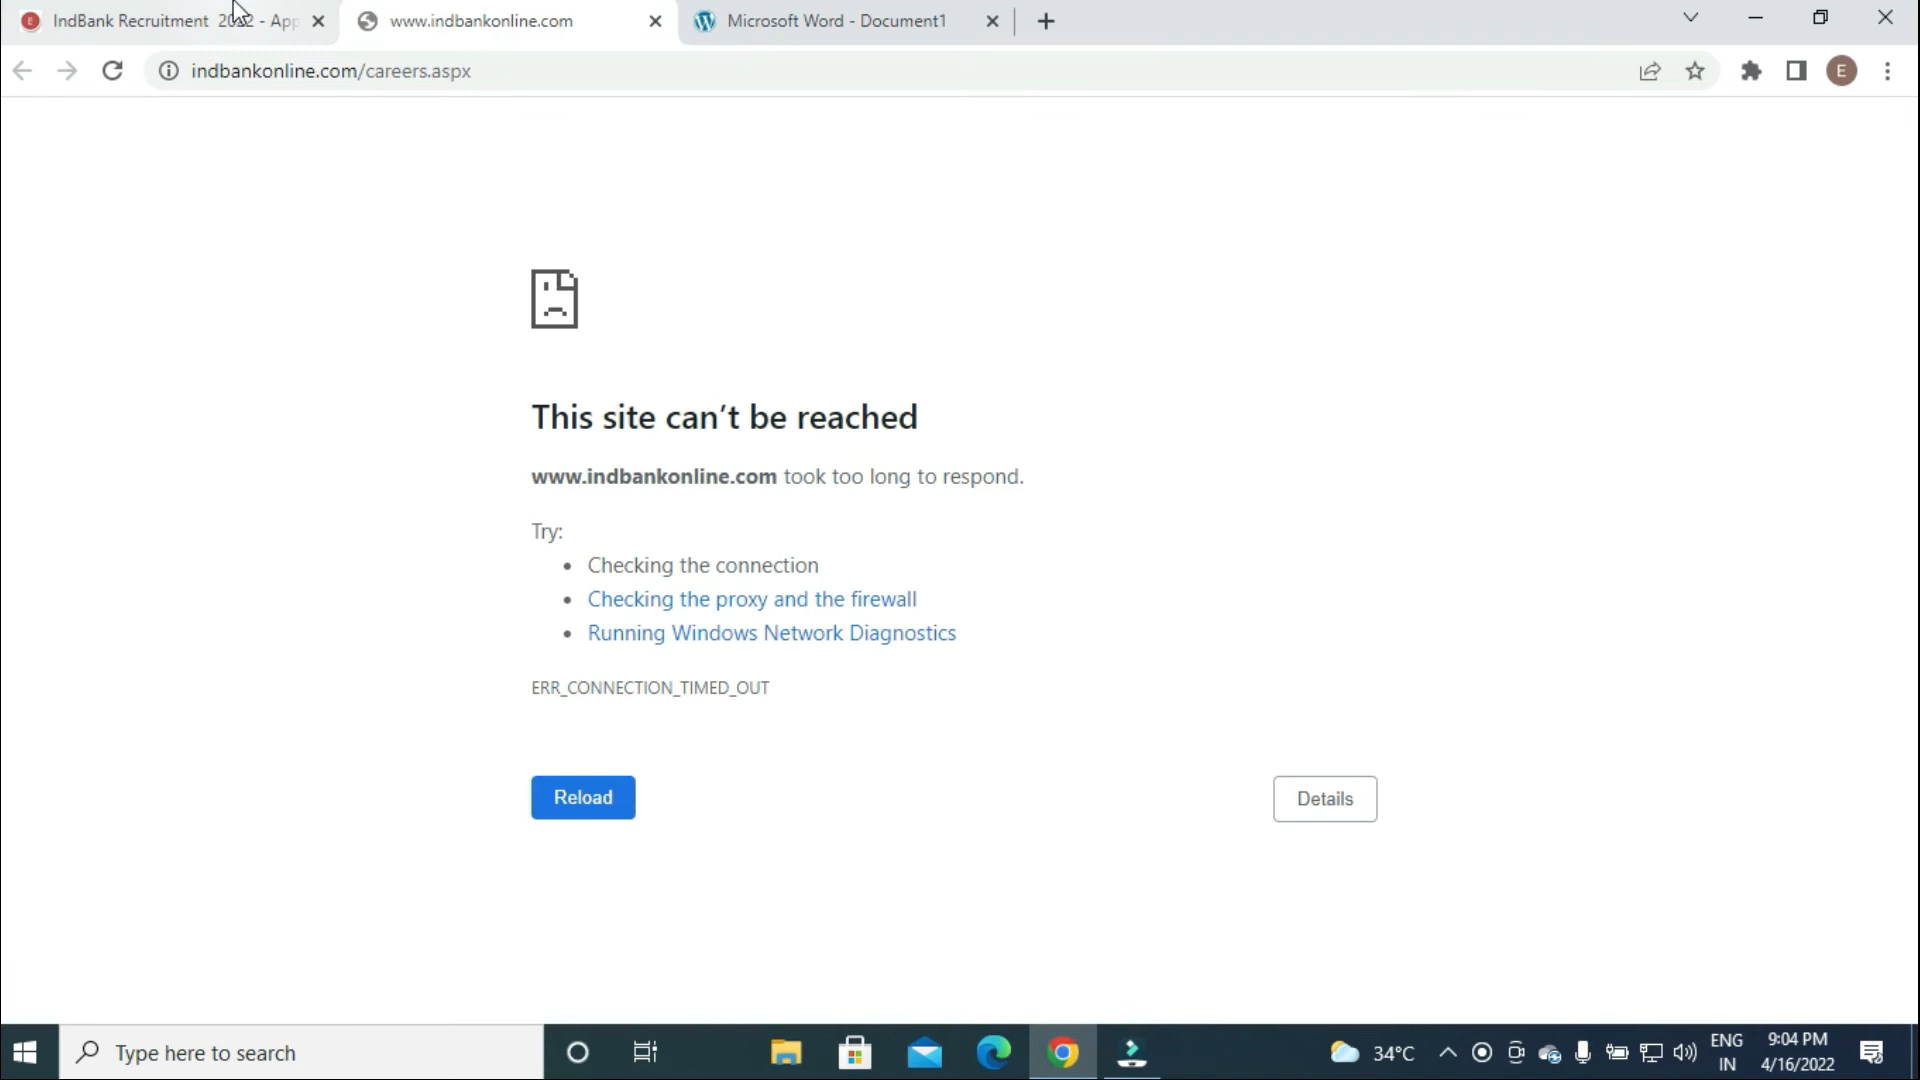 IndBank Recruitment 2022 - App
www.indbankonline.com
Microsoft Word - Document1
indbankonline.com/careers.aspx
E
This site can’t be reached
www.indbankonline.com took too long to respond.
Try:
• Checking the connection
• Checking the proxy and the firewall
• Running Windows Network Diagnostics
ERR_CONNECTION_TIMED_OUT
Reload
Details
Type here to search
34°C
ENG
IN
9:04 PM
4/16/2022